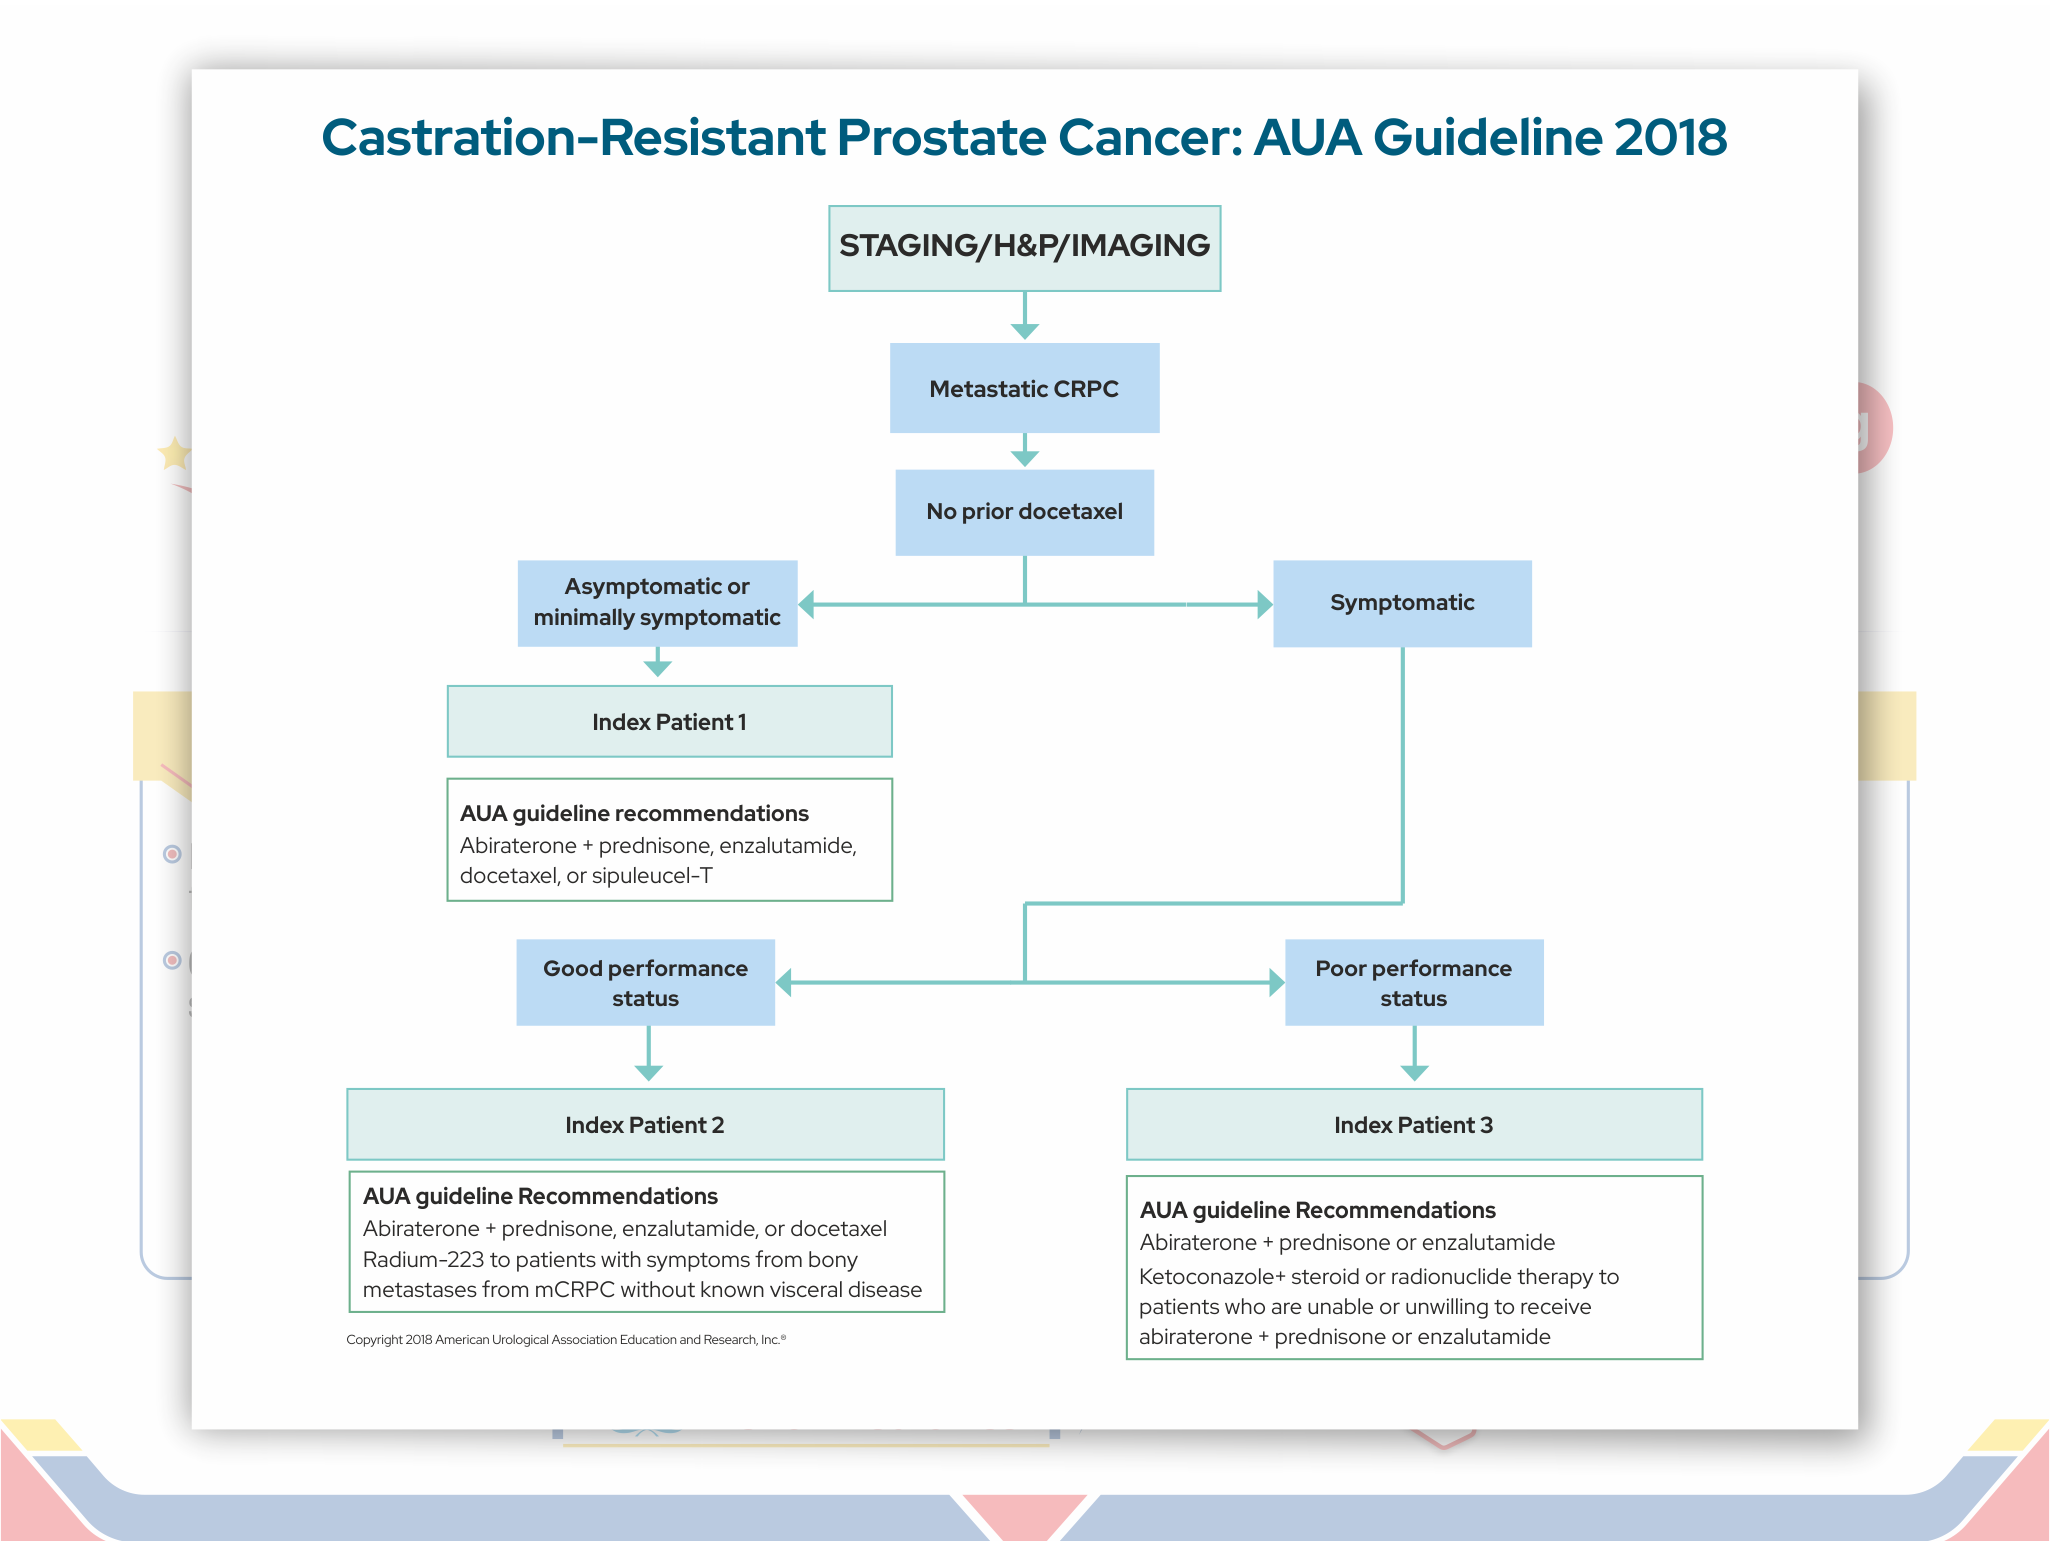 Castration-Resistant Prostate Cancer: AUA Guideline 2018
STAGING/H&P/IMAGING
Metastatic CRPC
No prior docetaxel
Asymptomatic or
minimally symptomatic
Symptomatic
Index Patient 1
AUA guideline recommendations
Abiraterone + prednisone, enzalutamide,
docetaxel, or sipuleucel-T
Good performance
status
Poor performance
status
Index Patient 2
AUA guideline Recommendations
Abiraterone + prednisone, enzalutamide, or docetaxel
Radium-223 to patients with symptoms from bony
metastases from mCRPC without known visceral disease
Copyright 2018 American Urological Association Education and Research, Inc.®
Index Patient 3
AUA guideline Recommendations
Abiraterone + prednisone or enzalutamide
Ketoconazole+ steroid or radionuclide therapy to
patients who are unable or unwilling to receive
abiraterone + prednisone or enzalutamide